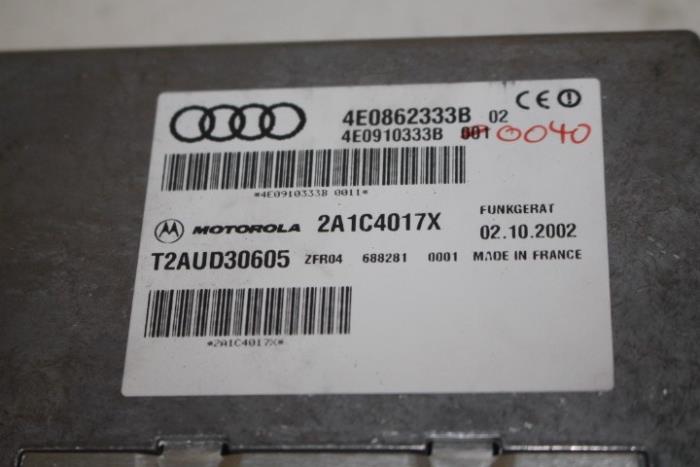 4E0862333B 02 CE
4E0910333B 001 0040
*4E0910333B 0011*
MOTOROLA 2A1C4017X FUNKGERAT 02.10.2002
T2AUD30605 ZFR04 688281 0001 MADE IN FRANCE
*2A1C4017X*